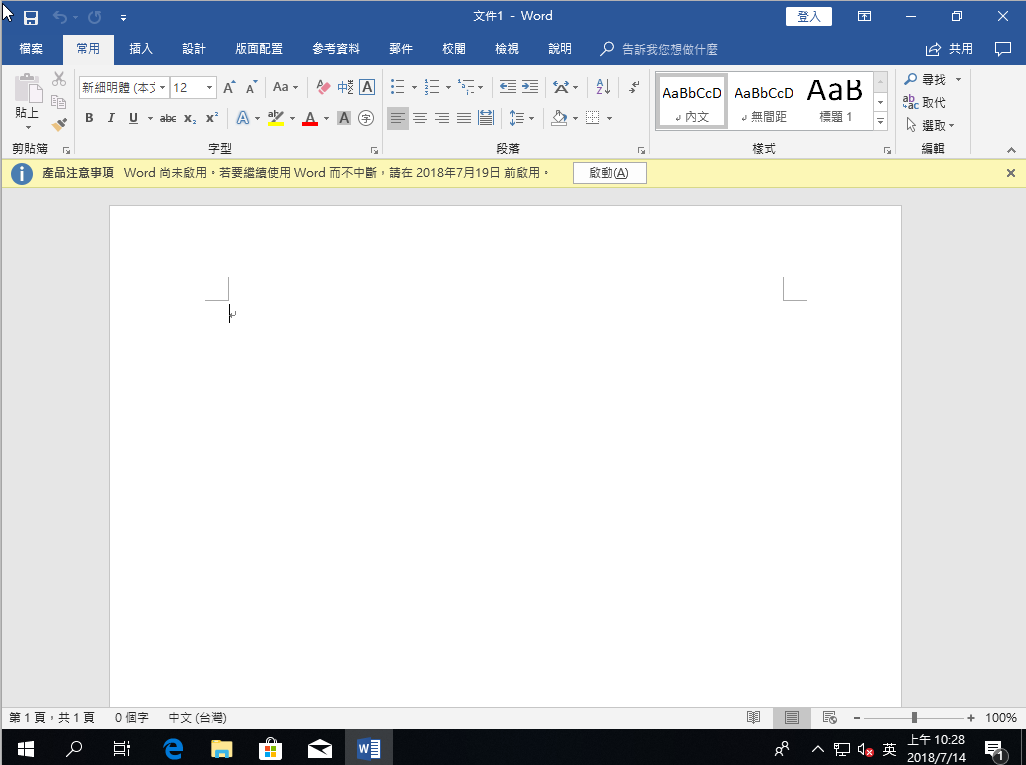 文件1 - Word
登入
檔案 常用 插入 設計 版面配置 參考資料 郵件 校閱 檢視 說明 告訴我您想做什麼 共用
貼上
剪貼簿
新細明體 (本文 12 A A Aa 中 A
B I U abc x₂ x² A ab A A 字
字型
A Z
段落
AaBbCcD AaBbCcD AaB
內文 無間距 標題 1
樣式
尋找
取代
選取
編輯
產品注意事項 Word 尚未啟用。若要繼續使用 Word 而不中斷，請在 2018年7月19日 前啟用。 啟動(A)
第 1 頁，共 1 頁 0 個字 中文 (台灣) 100%
英
上午 10:28
2018/7/14
1